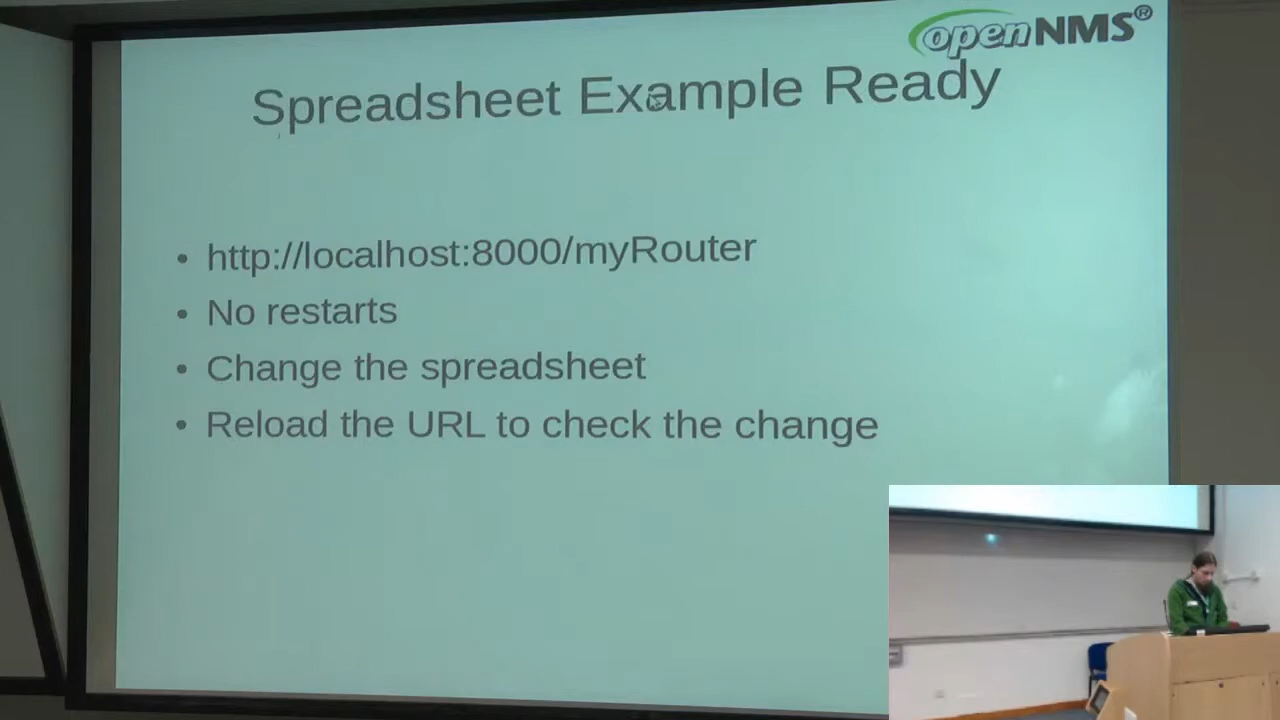 openNMS®
Spreadsheet Example Ready
• http://localhost:8000/myRouter
• No restarts
• Change the spreadsheet
• Reload the URL to check the change